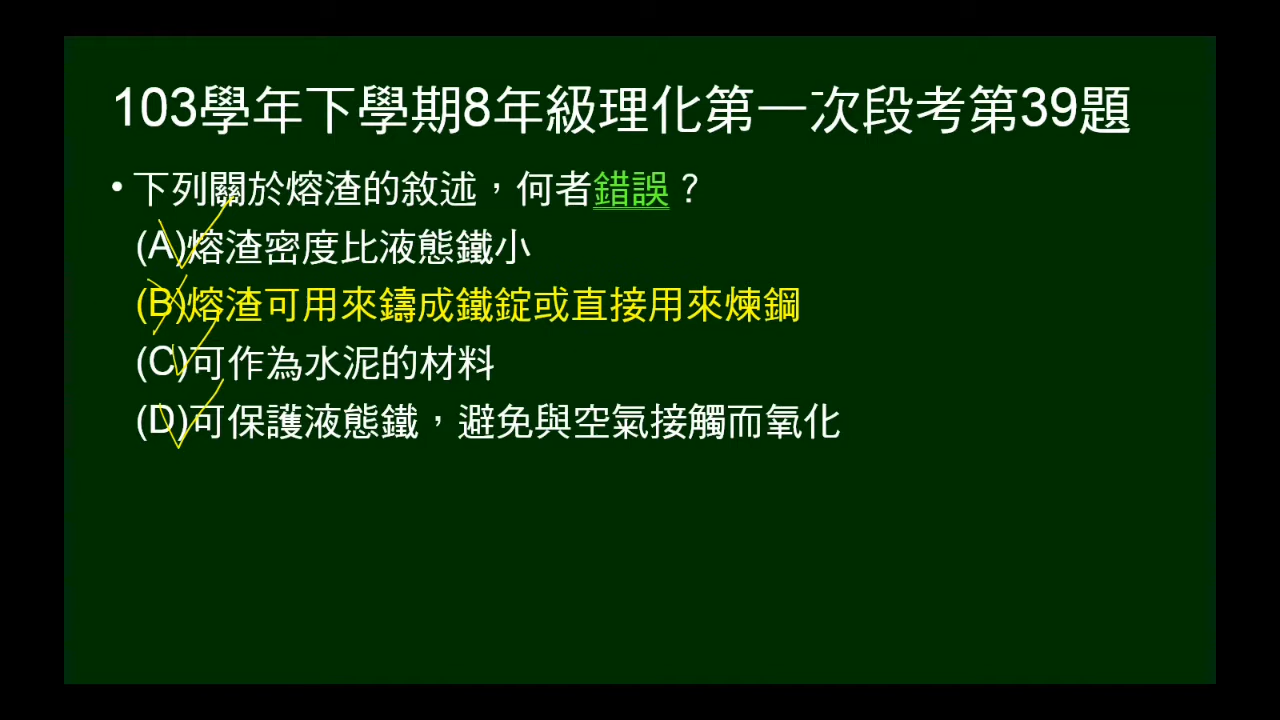 103學年下學期8年級理化第一次段考第39題
• 下列關於熔渣的敘述，何者錯誤？
(A)熔渣密度比液態鐵小
(B)熔渣可用來鑄成鐵錠或直接用來煉鋼
(C)可作為水泥的材料
(D)可保護液態鐵，避免與空氣接觸而氧化